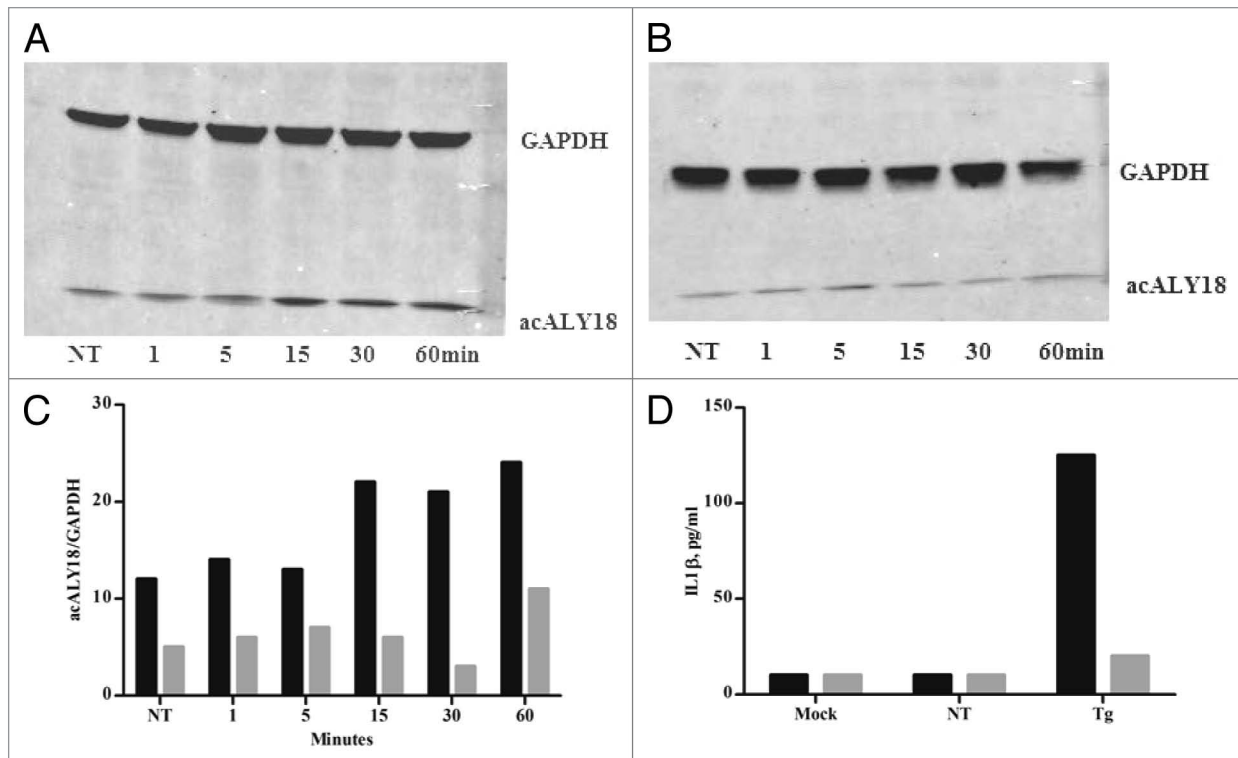 A
GAPDH
acALY18
NT 1 5 15 30 60min
B
GAPDH
acALY18
NT 1 5 15 30 60min
C
30
20
10
0
acALY18/GAPDH
NT 1 5 15 30 60
Minutes
D
150
100
50
0
IL1 β, pg/ml
Mock NT Tg